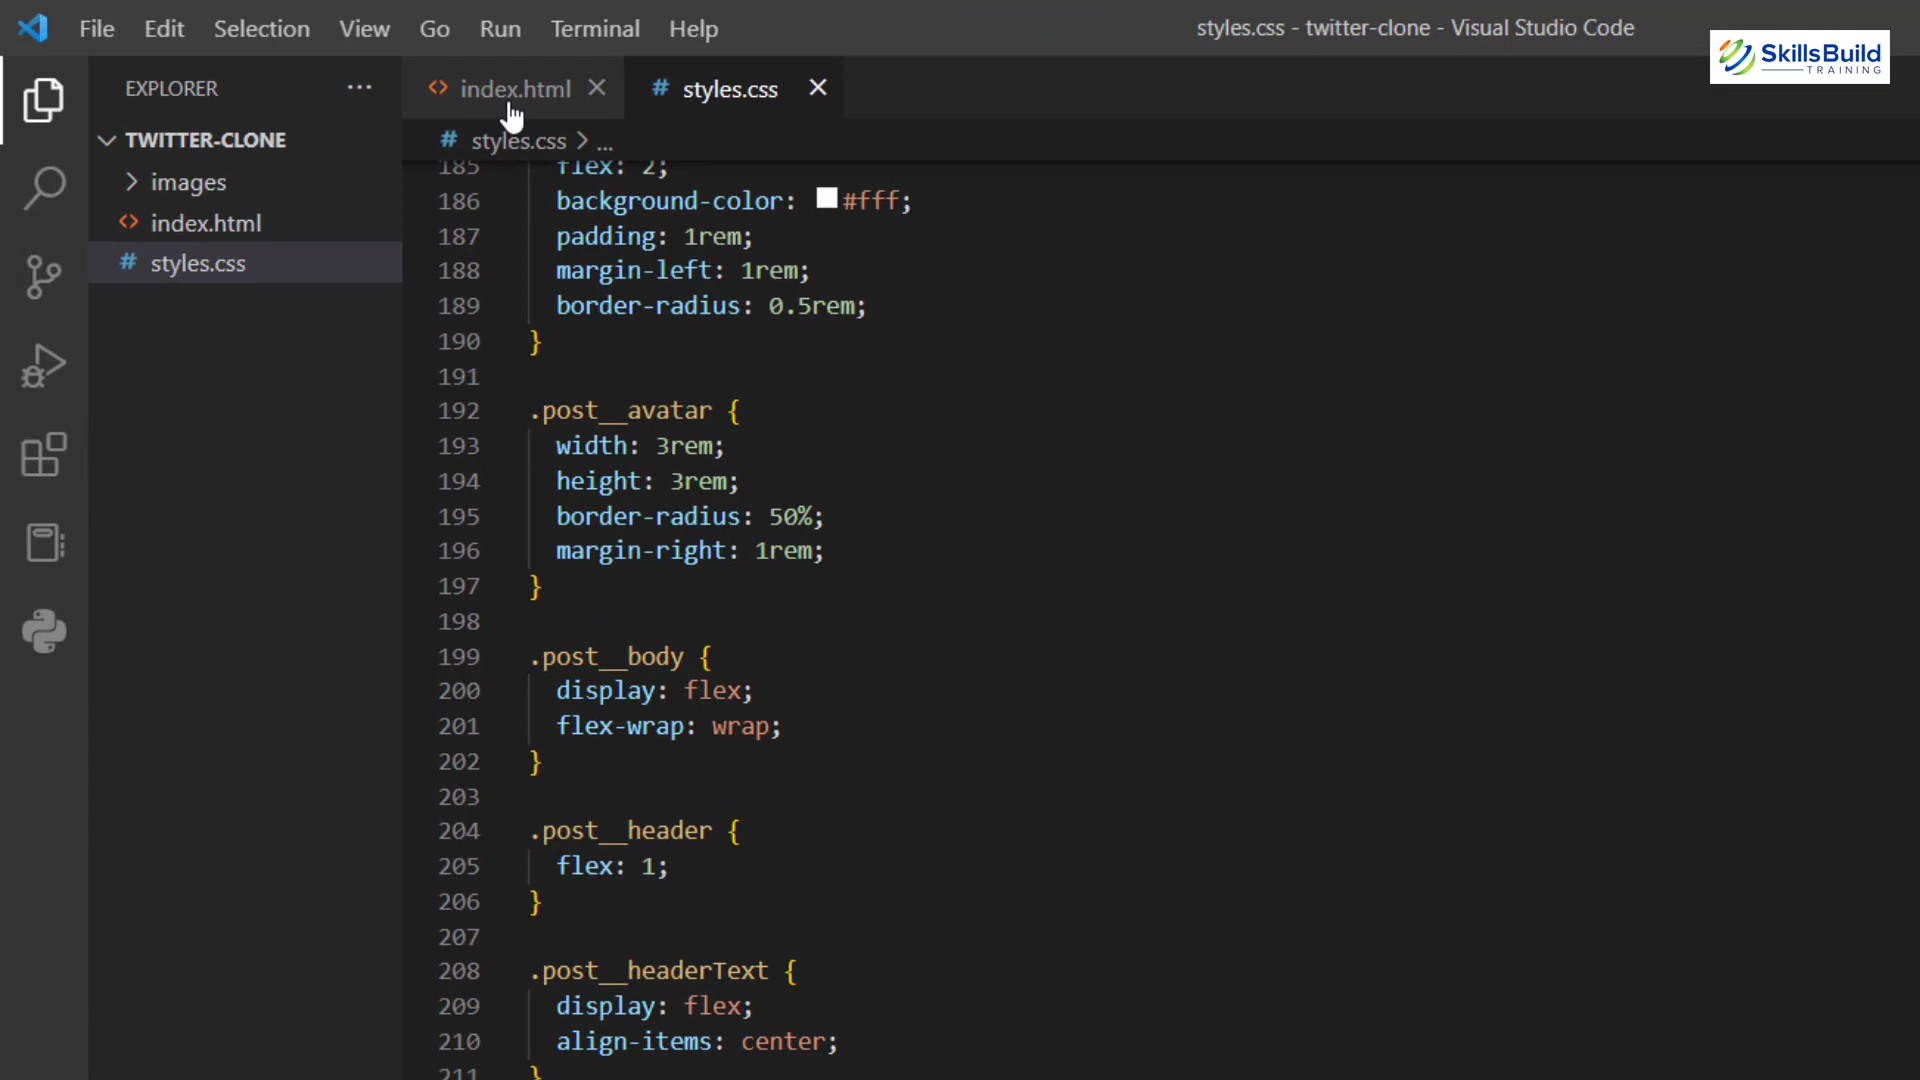 File Edit Selection View Go Run Terminal Help
styles.css - twitter-clone - Visual Studio Code
SkillsBuild
TRAINING
EXPLORER ...
index.html
# styles.css
TWITTER-CLONE
images
index.html
# styles.css
# styles.css > ...
185 flex: 2;
186 background-color: #fff;
187 padding: 1rem;
188 margin-left: 1rem;
189 border-radius: 0.5rem;
190 }
191
192 .post__avatar {
193 width: 3rem;
194 height: 3rem;
195 border-radius: 50%;
196 margin-right: 1rem;
197 }
198
199 .post__body {
200 display: flex;
201 flex-wrap: wrap;
202 }
203
204 .post__header {
205 flex: 1;
206 }
207
208 .post__headerText {
209 display: flex;
210 align-items: center;
211 }